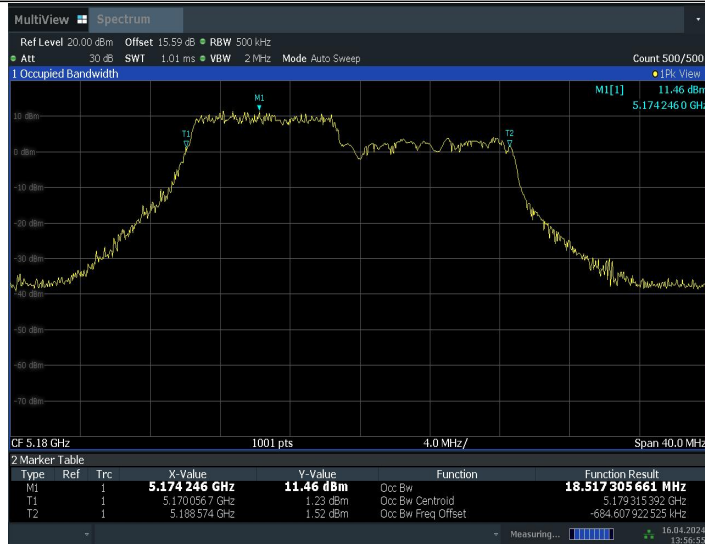 MultiView Spectrum
Ref Level 20.00 dBm Offset 15.59 dB RBW 500 kHz
Att 30 dB SWT 1.01 ms VBW 2 MHz Mode Auto Sweep Count 500/500
1 Occupied Bandwidth 1Pk View
M1[1] 11.46 dBm
5.1742460 GHz
M1
10 dBm
T1
T2
0 dBm
-10 dBm
-20 dBm
-30 dBm
-40 dBm
-50 dBm
-60 dBm
-70 dBm
CF 5.18 GHz 1001 pts 4.0 MHz/ Span 40.0 MHz
2 Marker Table
Type Ref Trc X-Value Y-Value Function Function Result
M1 1 5.174 246 GHz 11.46 dBm Occ Bw 18.517 305 661 MHz
T1 1 5.170 056 7 GHz 1.23 dBm Occ Bw Centroid 5.179 315 392 GHz
T2 1 5.188 574 GHz 1.52 dBm Occ Bw Freq Offset -684.607 922 525 kHz
Measuring... 16.04.2024
13:56:55